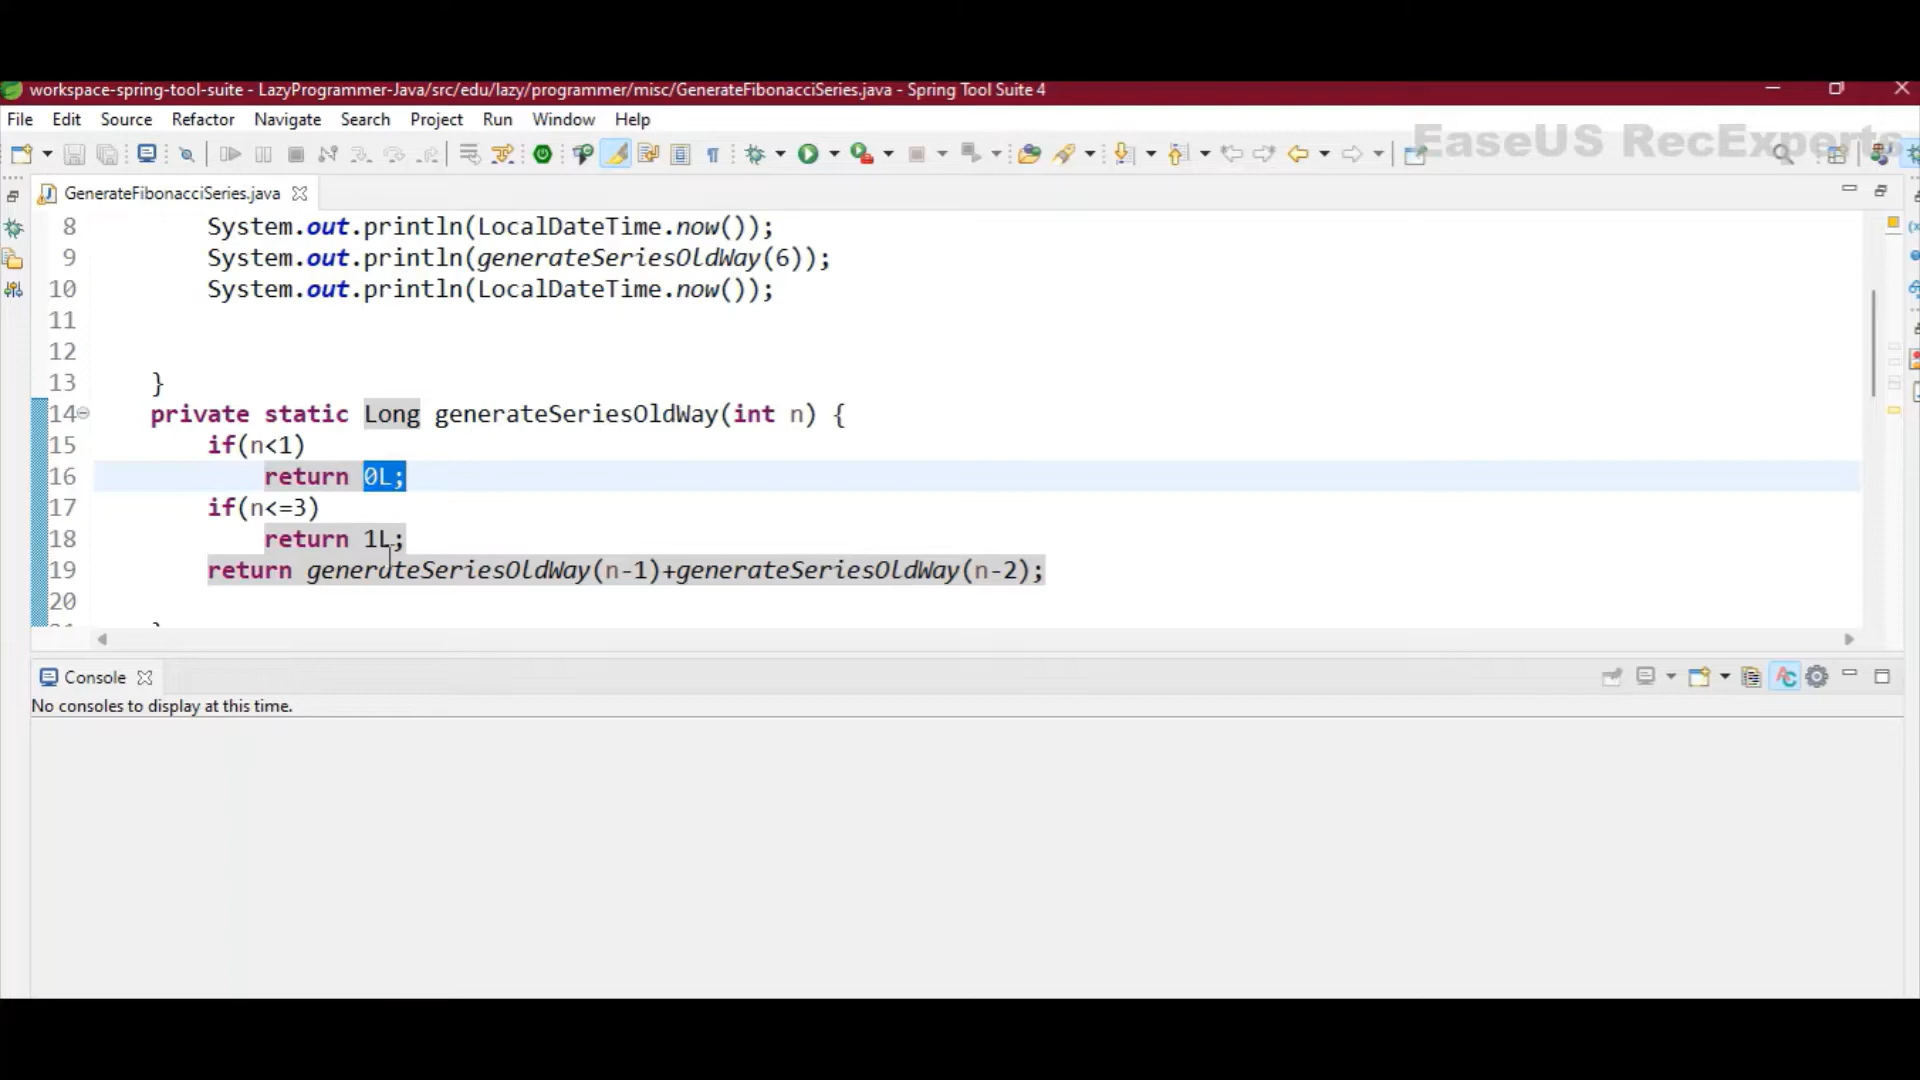 workspace-spring-tool-suite - LazyProgrammer-Java/src/edu/lazy/programmer/misc/GenerateFibonacciSeries.java - Spring Tool Suite 4
File Edit Source Refactor Navigate Search Project Run Window Help
EaseUS RecExperts
GenerateFibonacciSeries.java
8 System.out.println(LocalDateTime.now());
9 System.out.println(generateSeriesOldWay(6));
10 System.out.println(LocalDateTime.now());
11
12
13 }
14 private static Long generateSeriesOldWay(int n) {
15 if(n<1)
16 return 0L;
17 if(n<=3)
18 return 1L;
19 return generateSeriesOldWay(n-1)+generateSeriesOldWay(n-2);
20
Console
No consoles to display at this time.